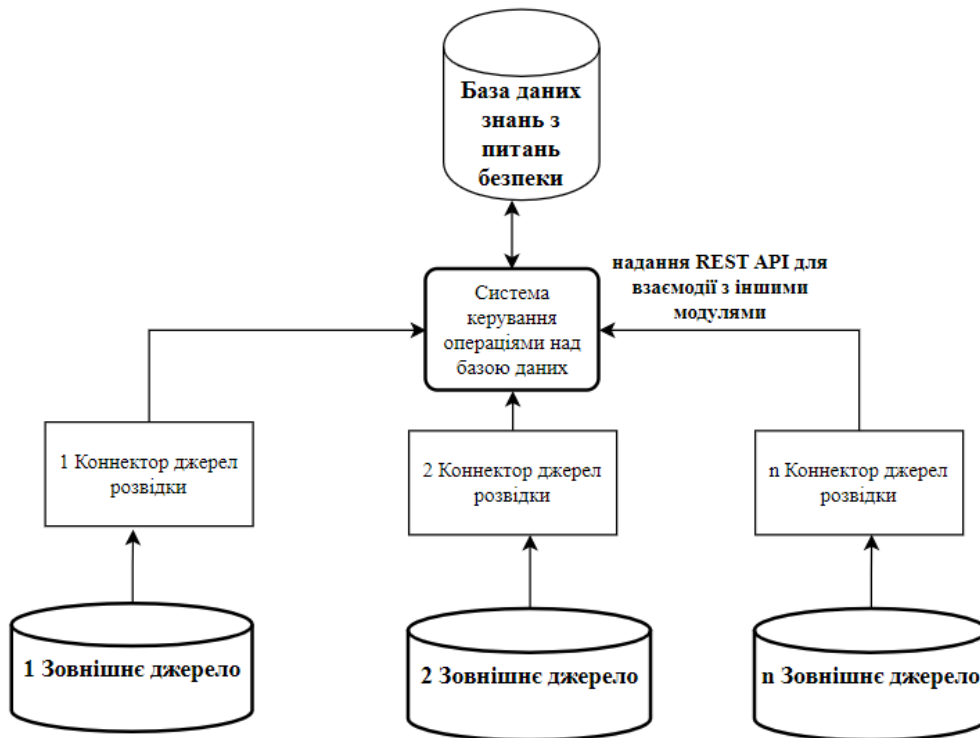 База даних
знань з
питань
безпеки
надання REST API для
взаємодії з іншими
модулями
Система
керування
операціями над
базою даних
1 Коннектор джерел
розвідки
2 Коннектор джерел
розвідки
n Коннектор джерел
розвідки
1 Зовнішнє джерело
2 Зовнішнє джерело
n Зовнішнє джерело